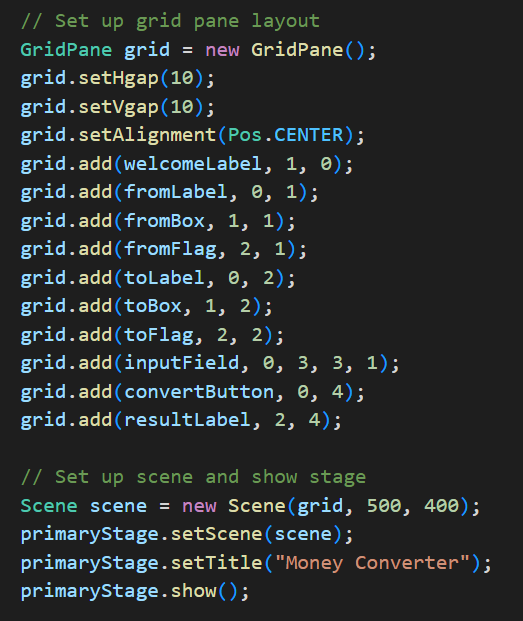 // Set up grid pane layout
GridPane grid = new GridPane();
grid.setHgap(10);
grid.setVgap(10);
grid.setAlignment(Pos.CENTER);
grid.add(welcomeLabel, 1, 0);
grid.add(fromLabel, 0, 1);
grid.add(fromBox, 1, 1);
grid.add(fromFlag, 2, 1);
grid.add(toLabel, 0, 2);
grid.add(toBox, 1, 2);
grid.add(toFlag, 2, 2);
grid.add(inputField, 0, 3, 3, 1);
grid.add(convertButton, 0, 4);
grid.add(resultLabel, 2, 4);
// Set up scene and show stage
Scene scene = new Scene(grid, 500, 400);
primaryStage.setScene(scene);
primaryStage.setTitle("Money Converter");
primaryStage.show();